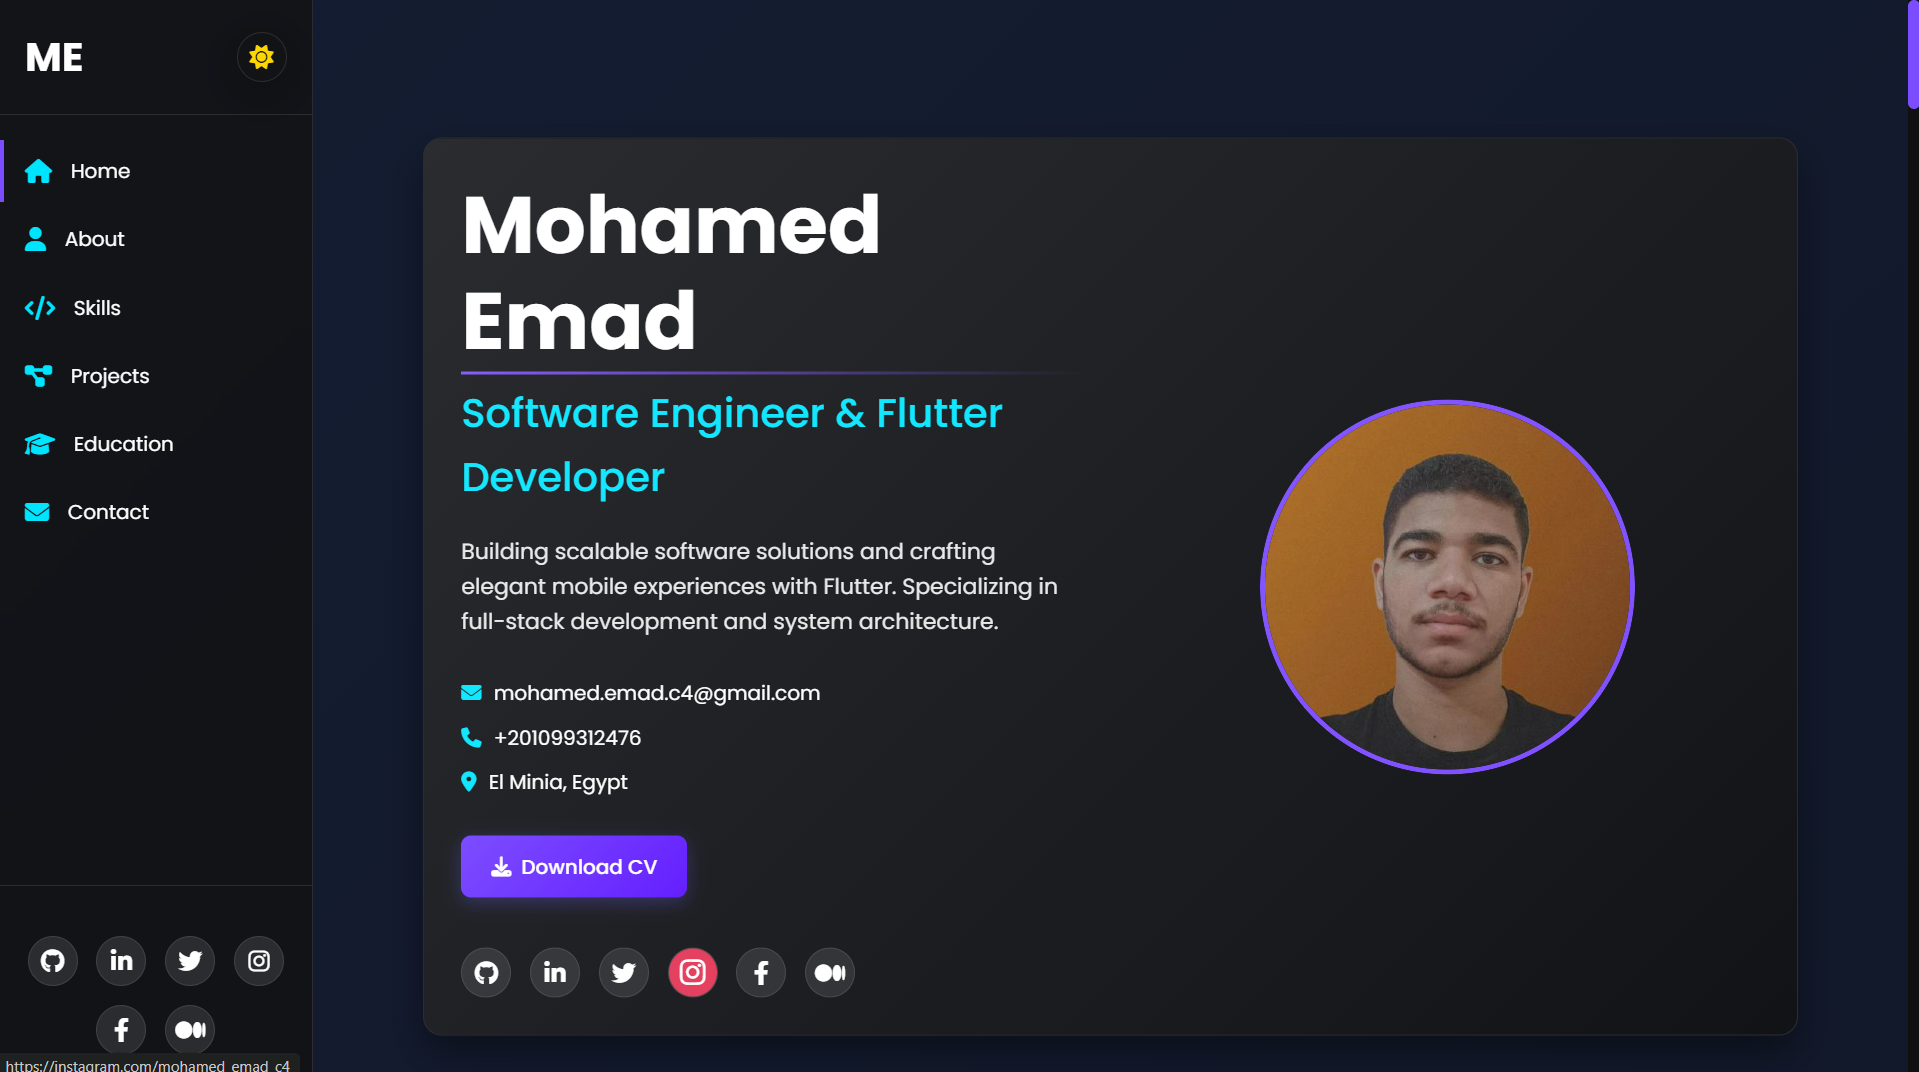 ME
Home
About
Skills
Projects
Education
Contact
Mohamed
Emad
Software Engineer & Flutter
Developer
Building scalable software solutions and crafting
elegant mobile experiences with Flutter. Specializing in
full-stack development and system architecture.
mohamed.emad.c4@gmail.com
+201099312476
El Minia, Egypt
Download CV
https://instagram.com/mohamed_emad_c4